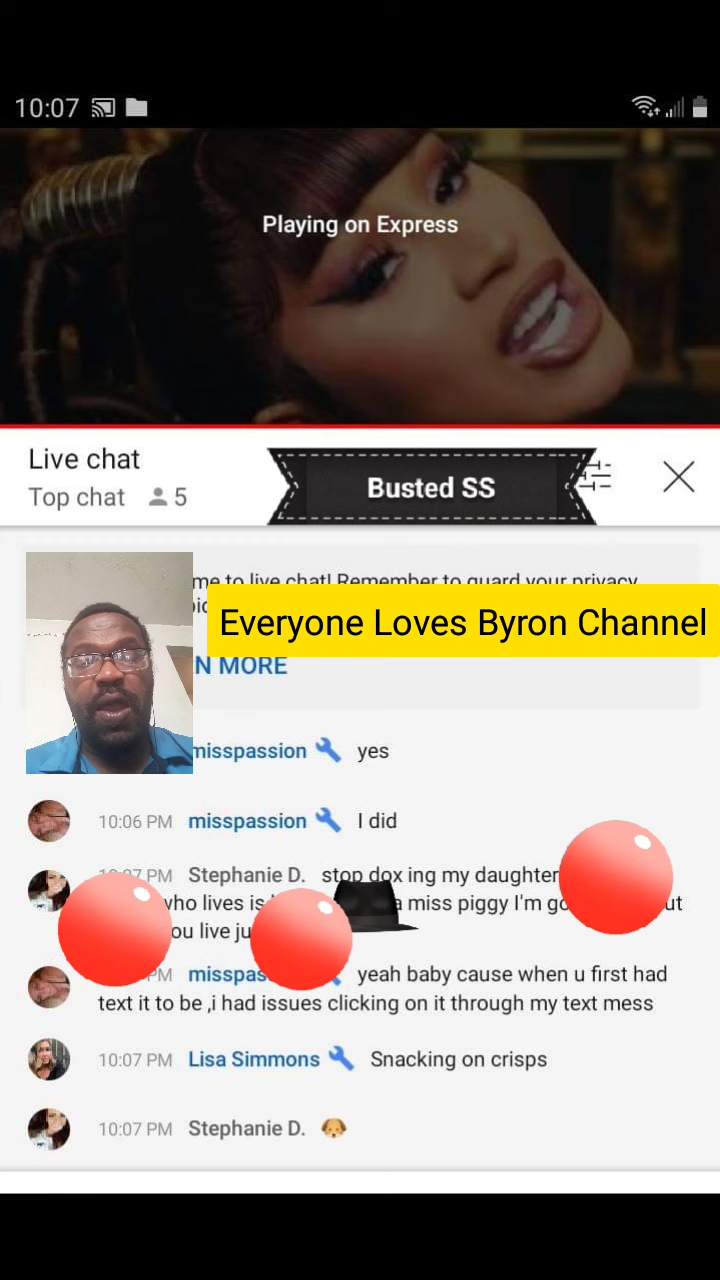 10:07
Playing on Express
Live chat
Top chat 5
Busted SS
me to live chat! Remember to guard your privacy
Everyone Loves Byron Channel
N MORE
misspassion yes
10:06 PM misspassion I did
Stephanie D. stop dox ing my daughter
who lives is a miss piggy I'm go ut
ou live ju
PM misspas yeah baby cause when u first had
text it to be ,i had issues clicking on it through my text mess
10:07 PM Lisa Simmons Snacking on crisps
10:07 PM Stephanie D. 🐶